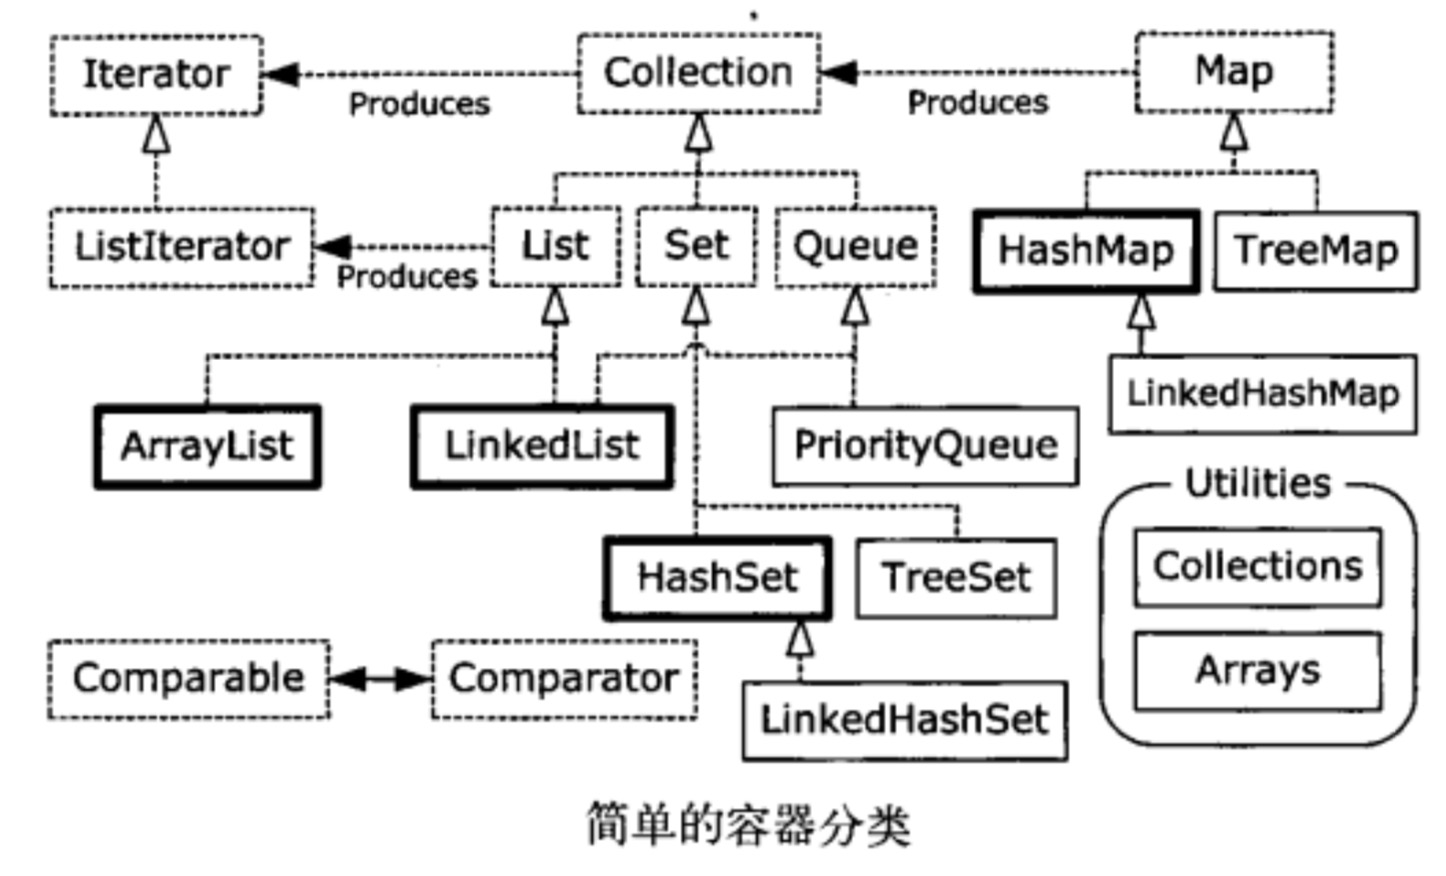 Iterator
Produces
Collection
Produces
Map
ListIterator
Produces
List
Set
Queue
HashMap
TreeMap
LinkedHashMap
ArrayList
LinkedList
PriorityQueue
Utilities
Collections
Arrays
HashSet
TreeSet
Comparable
Comparator
LinkedHashSet
简单的容器分类